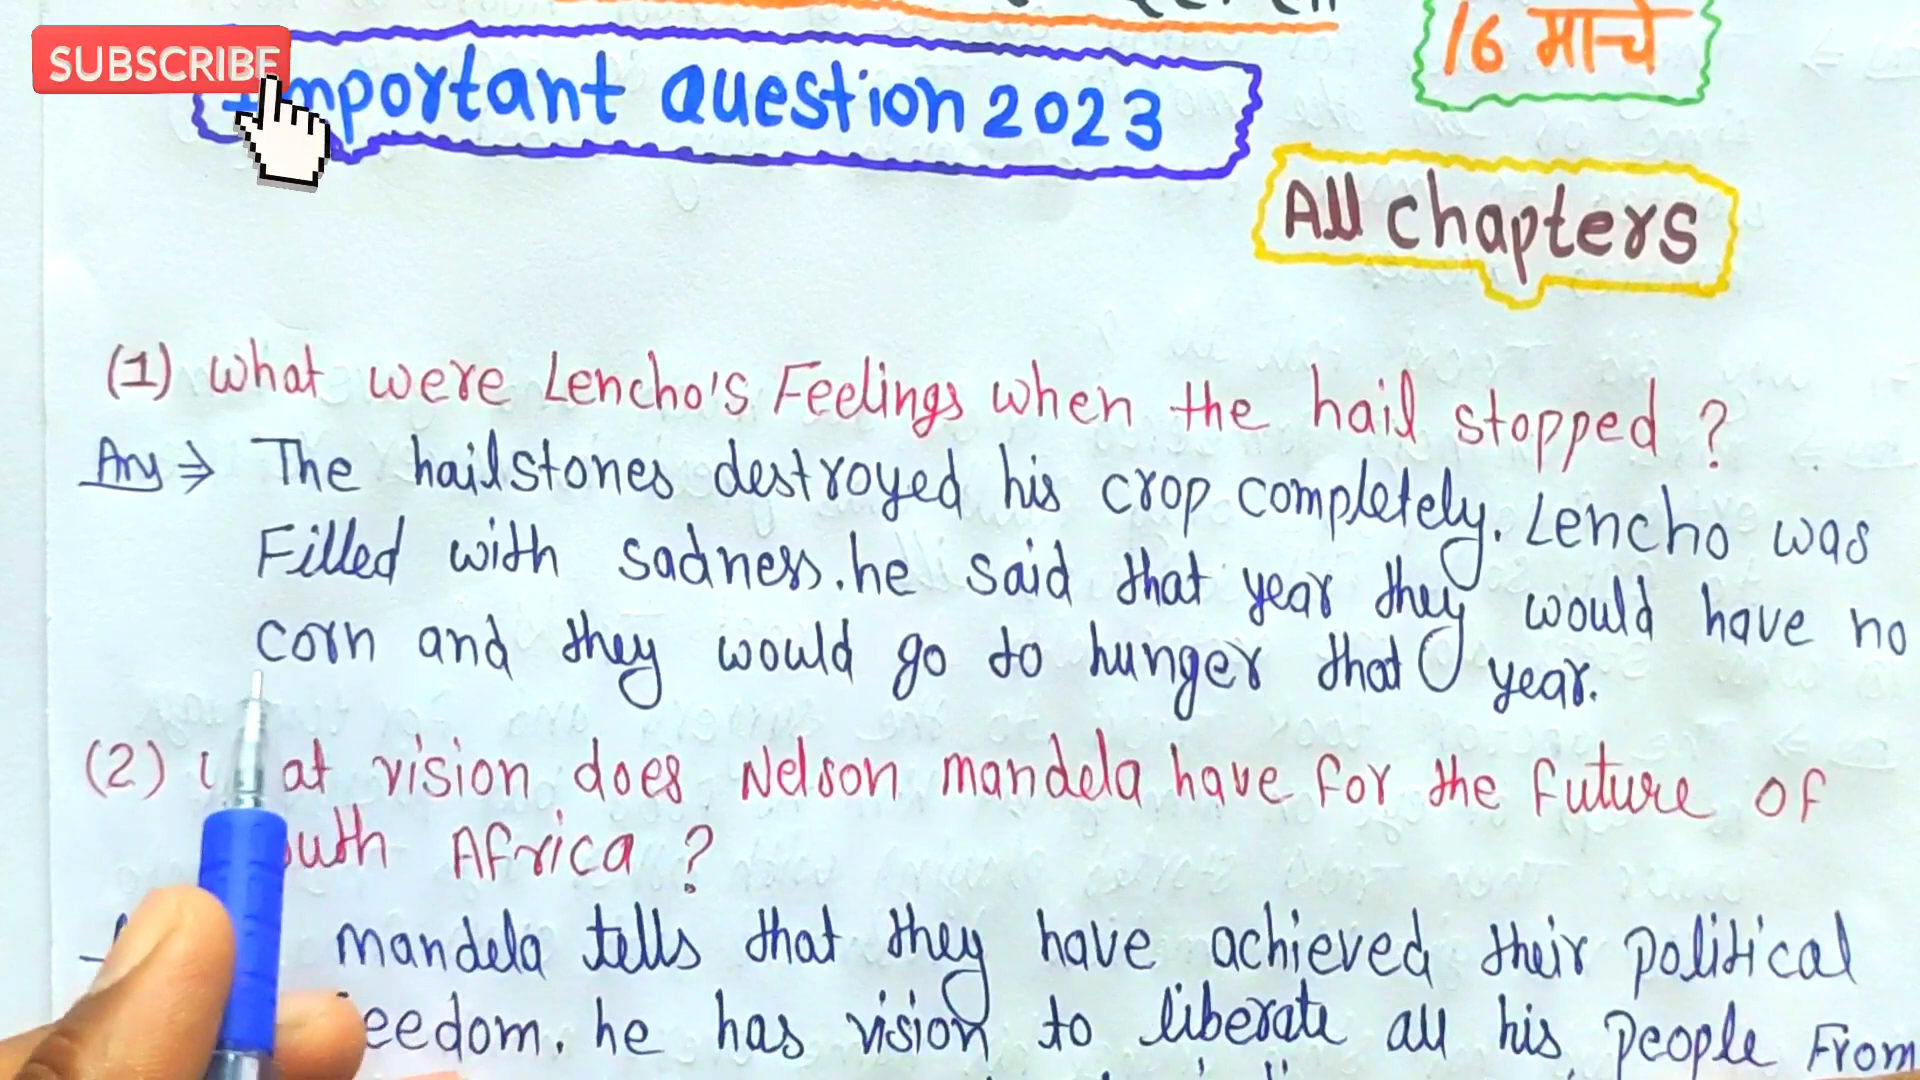 SUBSCRIBE
Important Question 2023
16 मार्च
All Chapters
(1) What were Lencho's Feelings when the hail stopped ?
Ans ⇒ The hailstones destroyed his crop completely. Lencho was
Filled with sadness. he said that year they would have no
corn and they would go to hunger that year.
(2) at vision does Nelson mandela have for the future of
Africa ?
mandela tells that they have achieved their political
he has vision to liberate all his people From